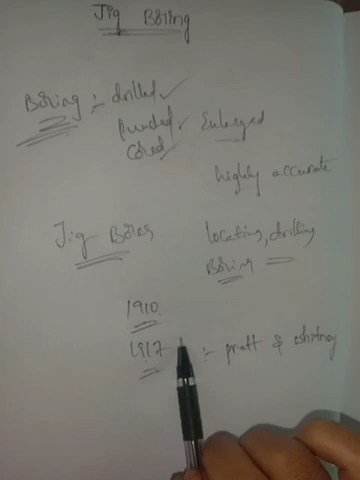 Jig Boring
Boring :- drilled ✓
punched ✓ Enlarged
Cored ✓
highly accurate
Jig Bores locating, drilling
Boring =
1910
1917 :- pratt & whitney